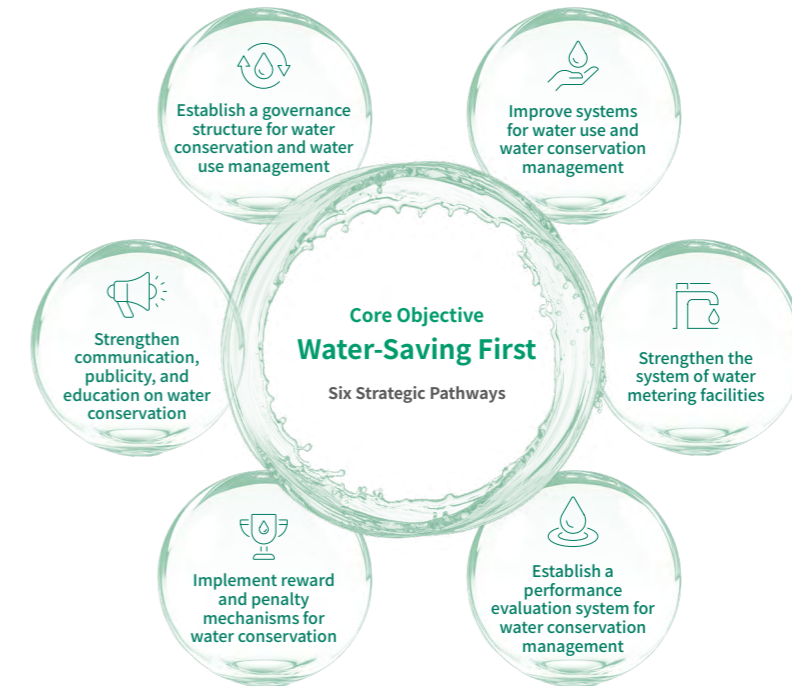 Establish a governance
structure for water
conservation and water
use management
Improve systems
for water use and
water conservation
management
Strengthen
communication,
publicity, and
education on water
conservation
Core Objective
Water-Saving First
Six Strategic Pathways
Strengthen the
system of water
metering facilities
Implement reward
and penalty
mechanisms for
water conservation
Establish a
performance
evaluation system for
water conservation
management